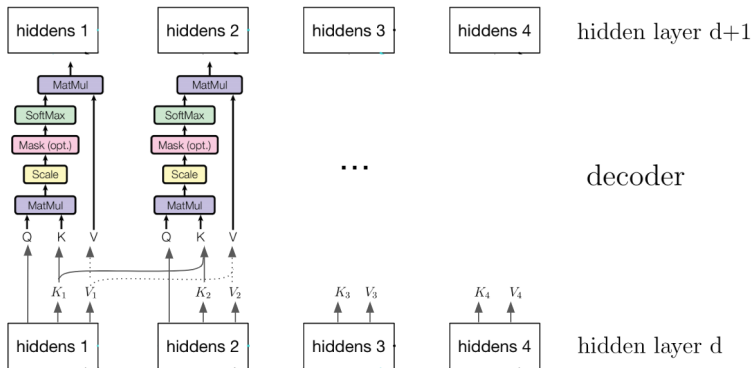 hiddens 1 hiddens 2 hiddens 3 hiddens 4 hidden layer d+1
MatMul MatMul
SoftMax SoftMax
Mask (opt.) Mask (opt.)
...
Scale Scale decoder
MatMul MatMul
Q K V Q K V
K₁ V₁ K₂ V₂ K₃ V₃ K₄ V₄
hiddens 1 hiddens 2 hiddens 3 hiddens 4 hidden layer d